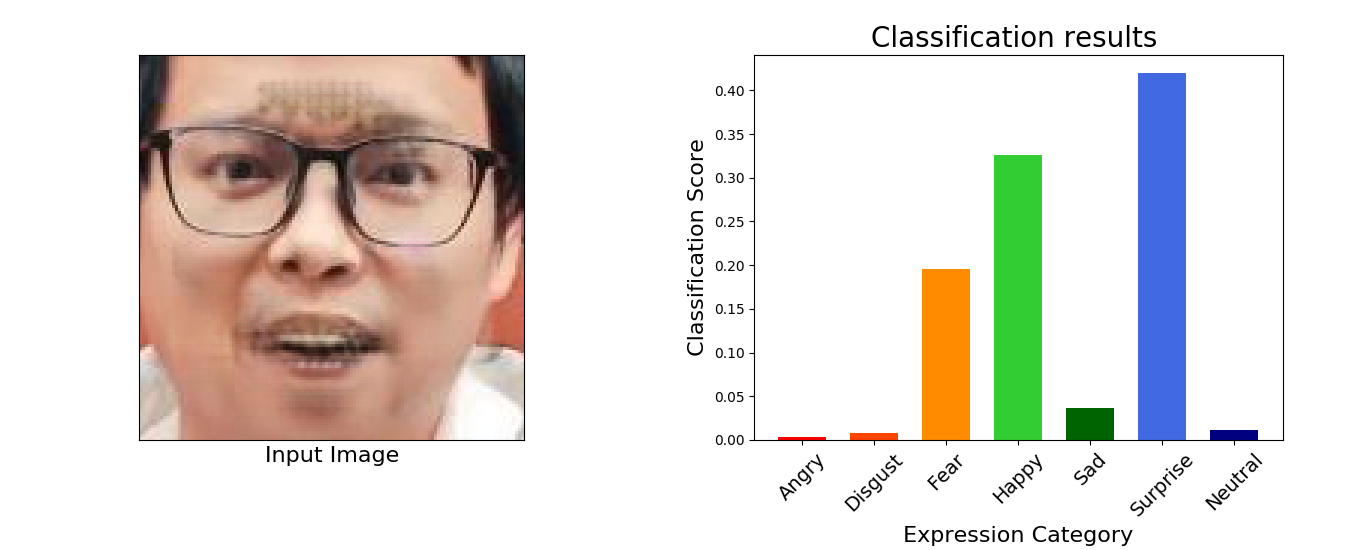 Classification results
Input Image
Classification Score
0.40
0.35
0.30
0.25
0.20
0.15
0.10
0.05
0.00
Angry
Disgust
Fear
Happy
Sad
Surprise
Neutral
Expression Category